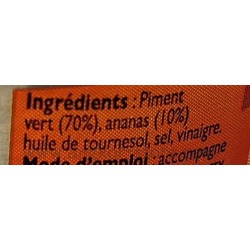 Ingrédients : Piment
vert (70%), ananas (10%)
huile de tournesol, sel, vinaigre.
Mode d'emploi : accompagne